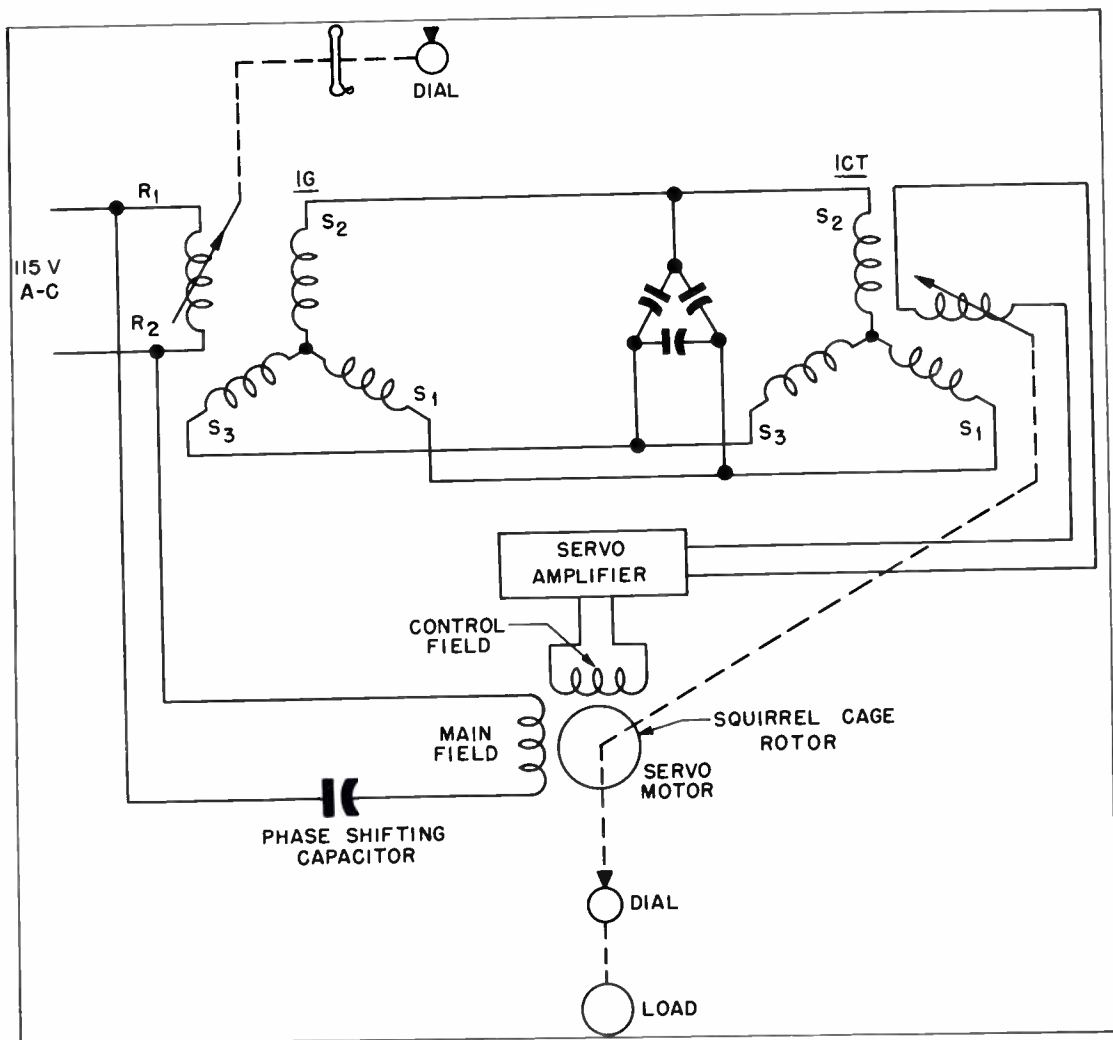 DIAL
R1
1G
1CT
S2
S2
115 V
A-C
R2
S3
S1
S3
S1
SERVO
AMPLIFIER
CONTROL
FIELD
MAIN
FIELD
SQUIRREL CAGE
ROTOR
SERVO
MOTOR
PHASE SHIFTING
CAPACITOR
DIAL
LOAD